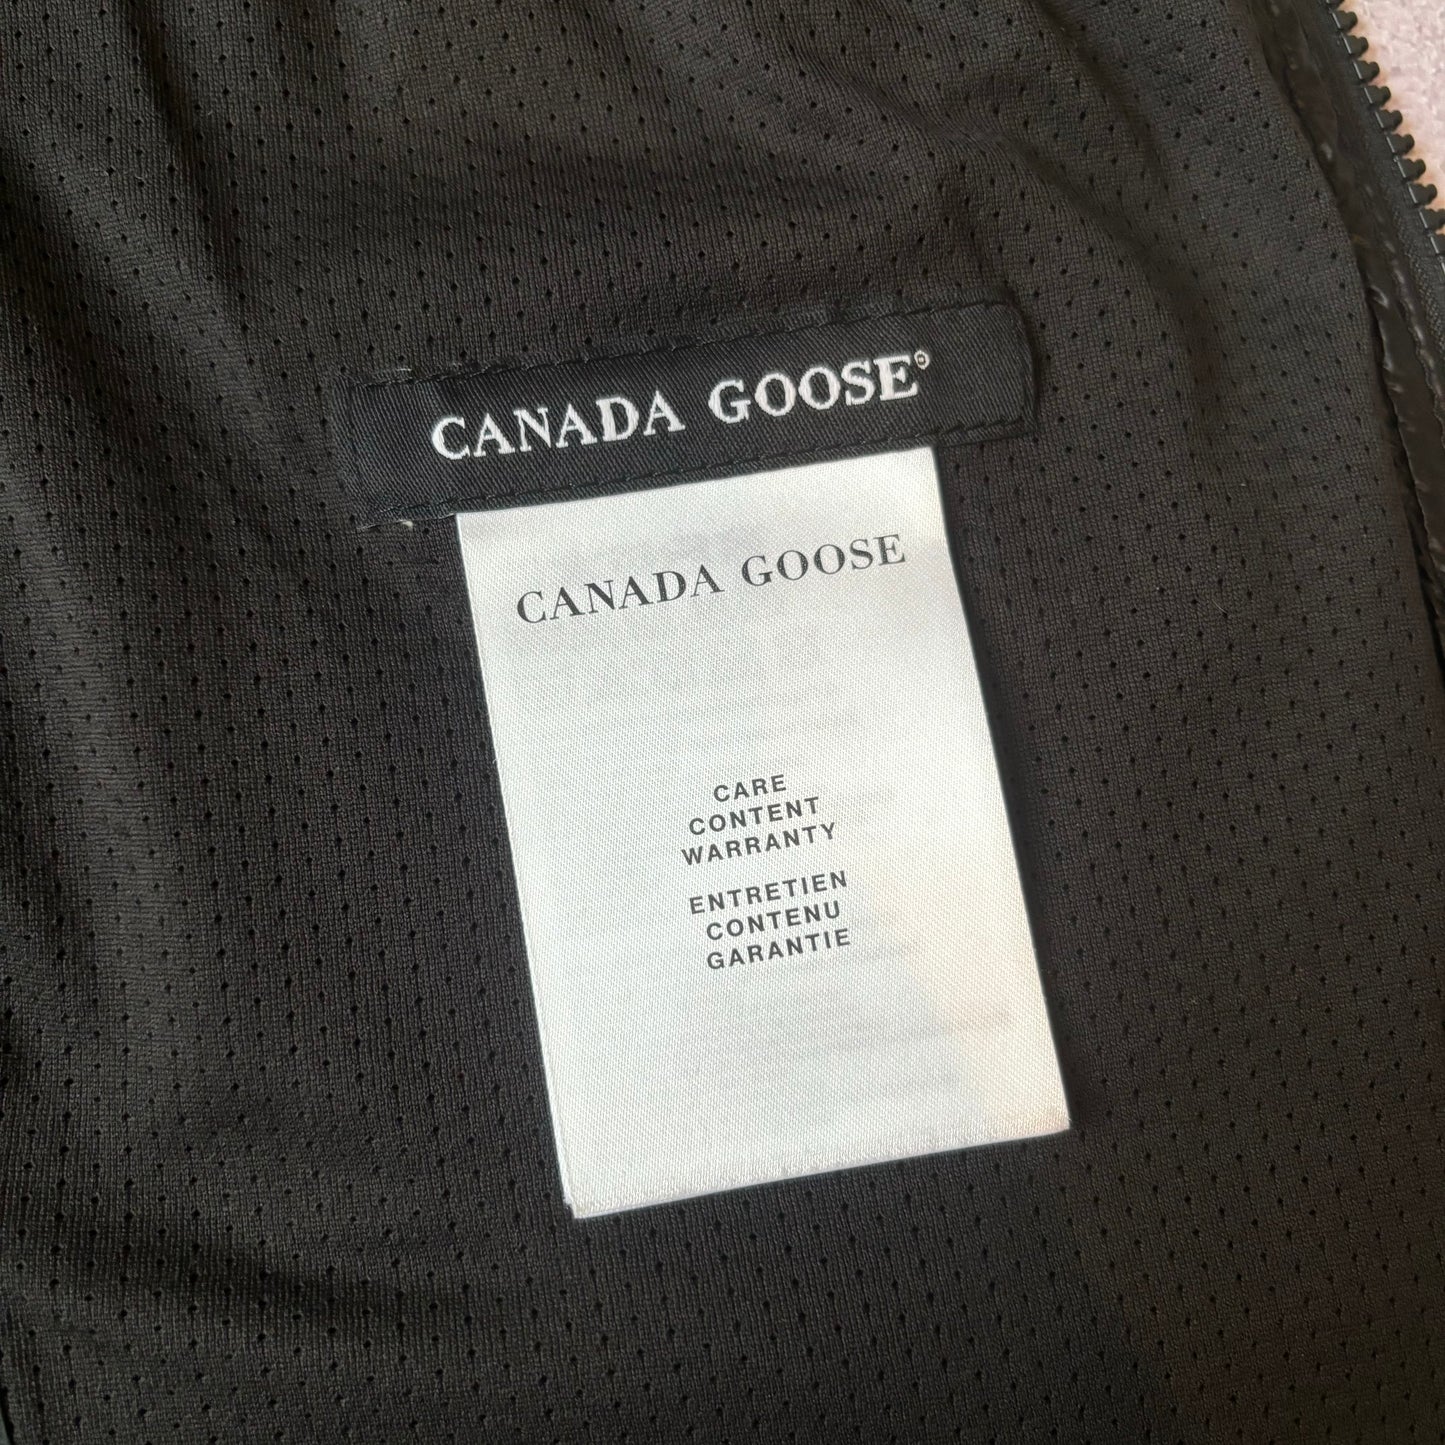 CANADA GOOSE®
CANADA GOOSE
CARE
CONTENT
WARRANTY
ENTRETIEN
CONTENU
GARANTIE